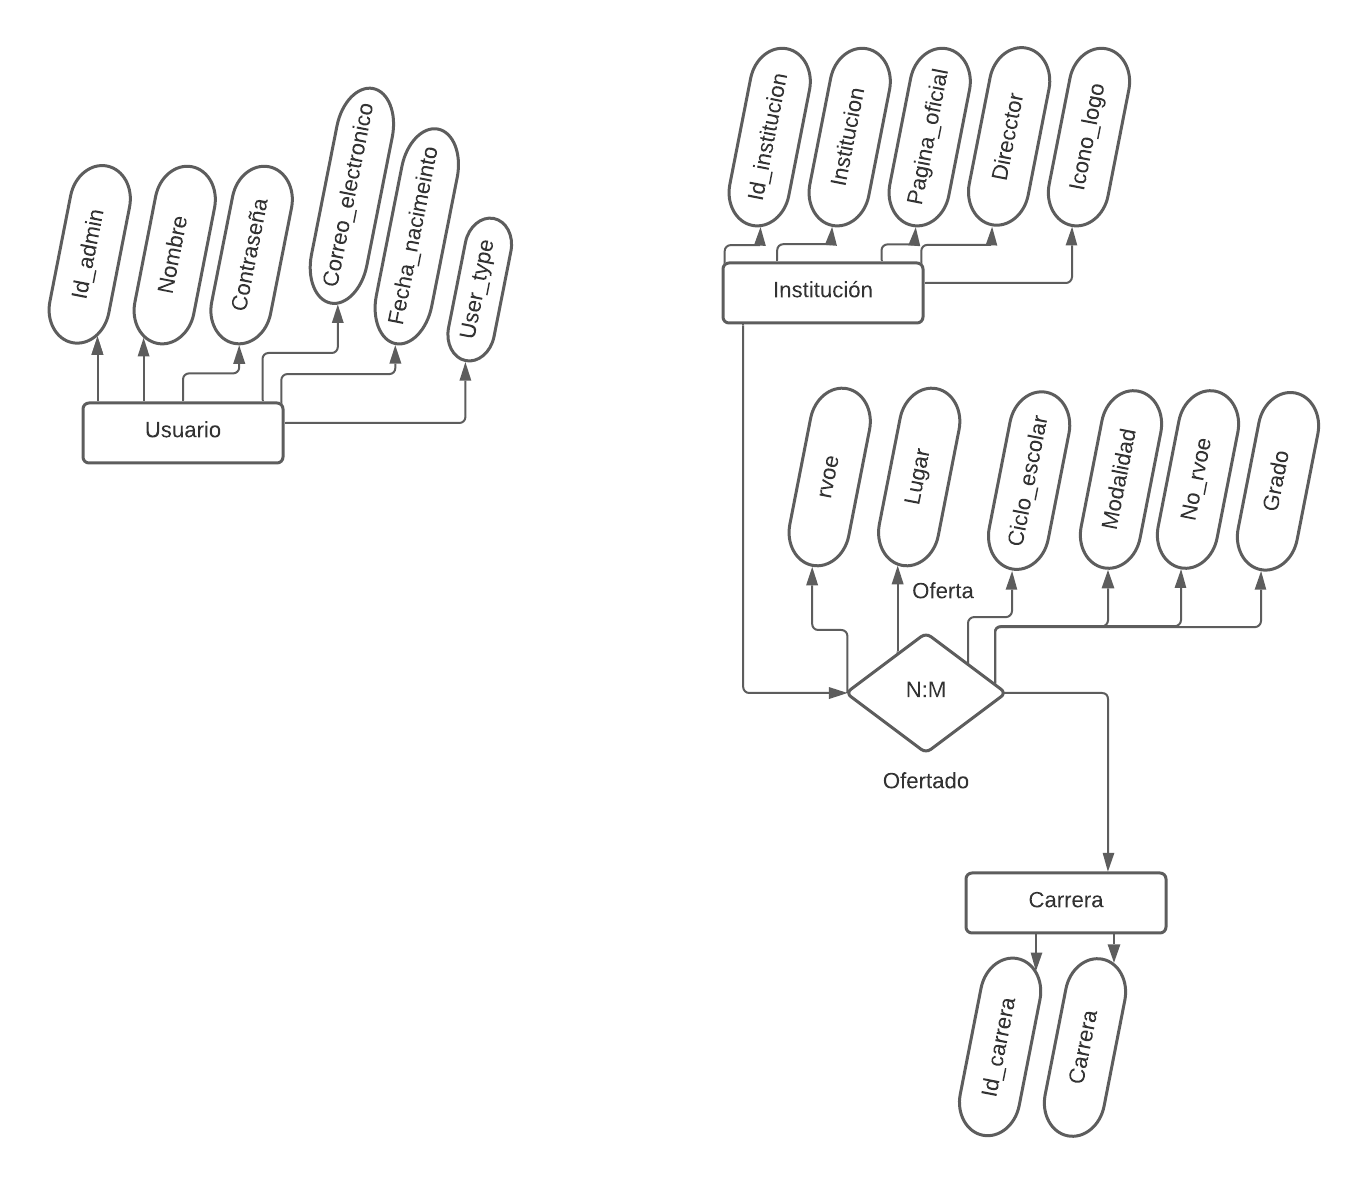 Id_admin
Nombre
Contraseña
Correo_electronico
Fecha_nacimeinto
User_type
Usuario
Id_institucion
Institucion
Pagina_oficial
Direcctor
Icono_logo
Institución
rvoe
Lugar
Ciclo_escolar
Modalidad
No_rvoe
Grado
Oferta
N:M
Ofertado
Carrera
Id_carrera
Carrera